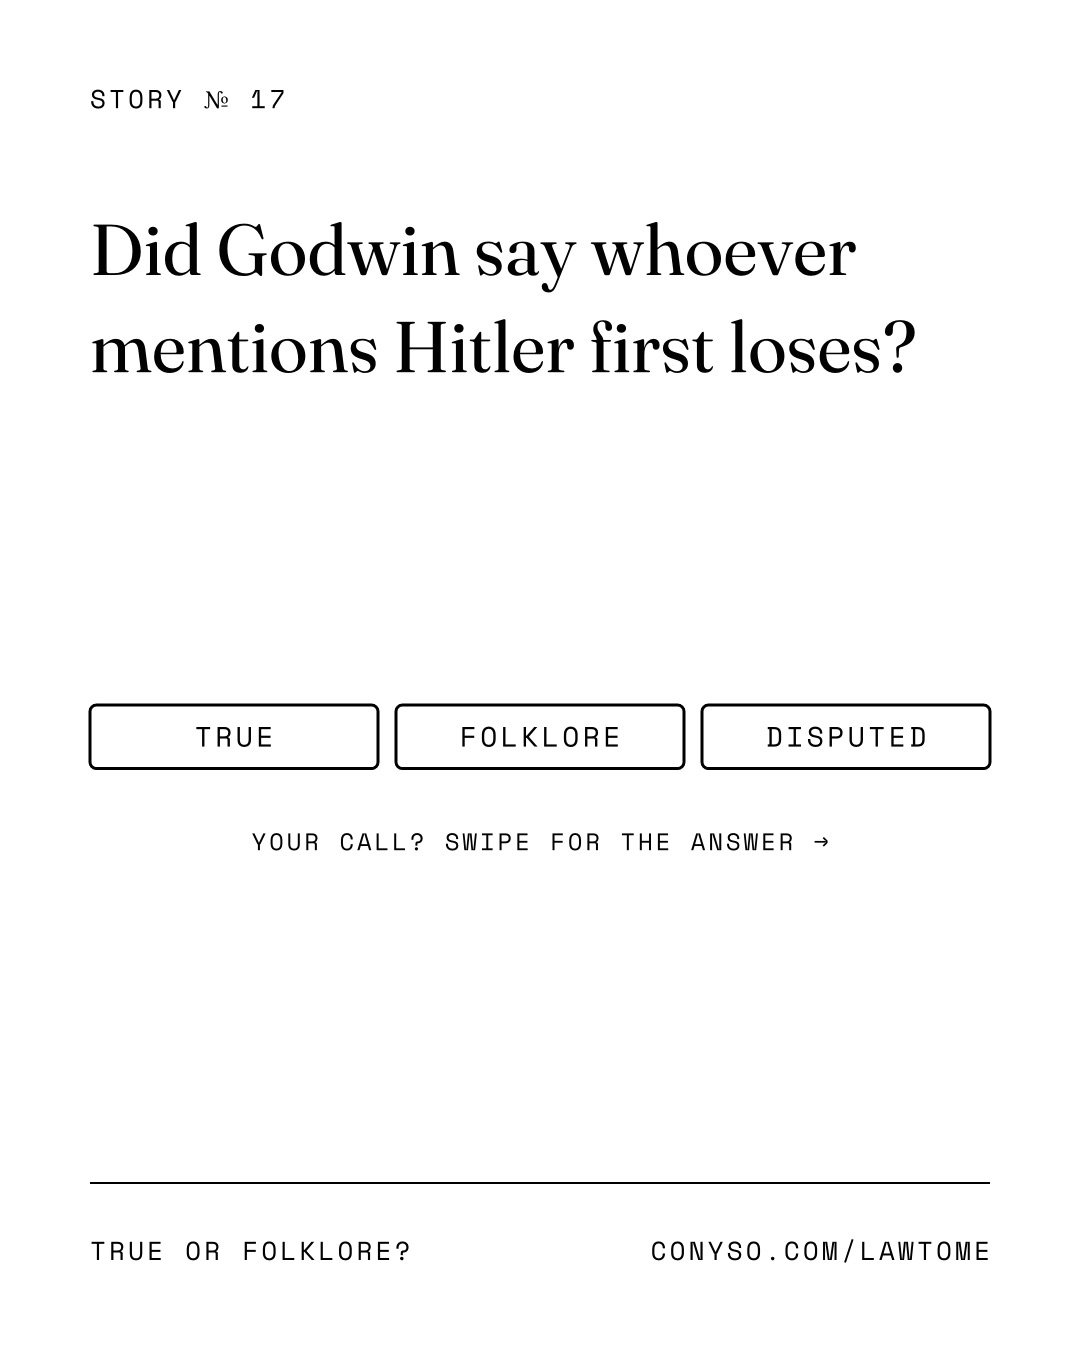 STORY № 17
Did Godwin say whoever
mentions Hitler first loses?
TRUE
FOLKLORE
DISPUTED
YOUR CALL? SWIPE FOR THE ANSWER →
TRUE OR FOLKLORE?
CONYSO.COM/LAWTOME